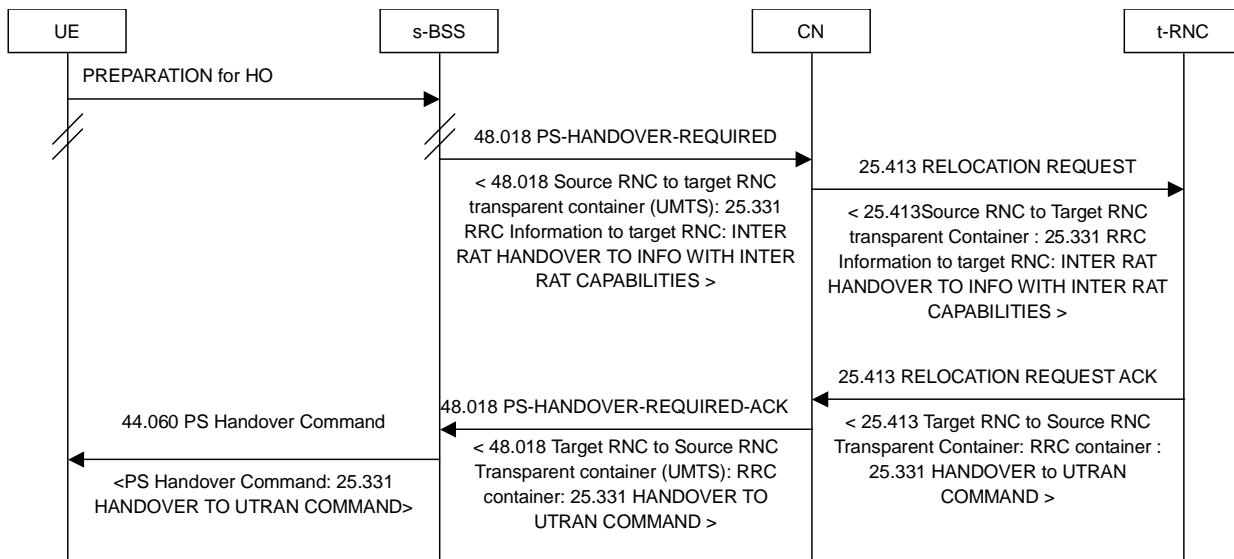 UE
s-BSS
CN
t-RNC
PREPARATION for HO
48.018 PS-HANDOVER-REQUIRED
< 48.018 Source RNC to target RNC
transparent container (UMTS): 25.331
RRC Information to target RNC: INTER
RAT HANDOVER TO INFO WITH INTER
RAT CAPABILITIES >
25.413 RELOCATION REQUEST
< 25.413Source RNC to Target RNC
transparent Container : 25.331 RRC
Information to target RNC: INTER RAT
HANDOVER TO INFO WITH INTER RAT
CAPABILITIES >
25.413 RELOCATION REQUEST ACK
< 25.413 Target RNC to Source RNC
Transparent Container: RRC container :
25.331 HANDOVER to UTRAN
COMMAND >
48.018 PS-HANDOVER-REQUIRED-ACK
< 48.018 Target RNC to Source RNC
Transparent container (UMTS): RRC
container: 25.331 HANDOVER TO
UTRAN COMMAND >
44.060 PS Handover Command
<PS Handover Command: 25.331
HANDOVER TO UTRAN COMMAND>